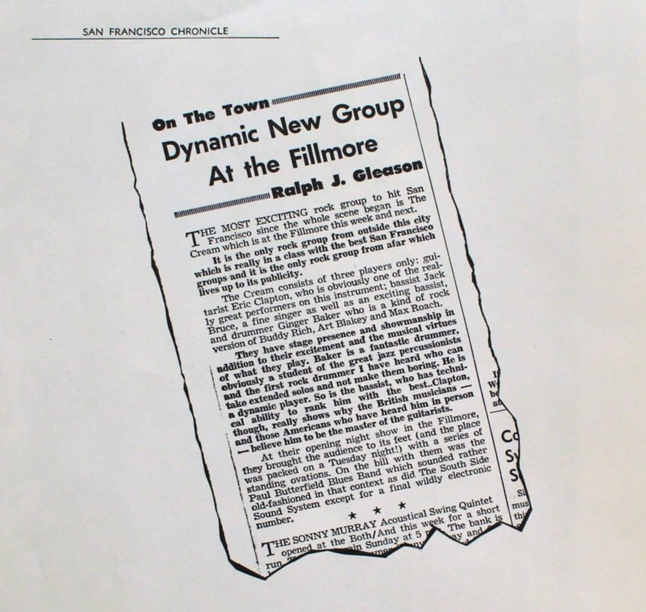 SAN FRANCISCO CHRONICLE
On The Town
Dynamic New Group
At the Fillmore
Ralph J. Gleason
THE MOST EXCITING rock group to hit San
Francisco since the whole scene began is The
Cream which is at the Fillmore this week and next.
It is the only rock group from outside this city
which is really in a class with the best San Francisco
groups and it is the only rock group from afar which
lives up to its publicity.
The Cream consists of three players only: gui-
tarist Eric Clapton, who is obviously one of the real-
ly great performers on this instrument; bassist Jack
Bruce, a fine singer as well as an exciting bassist,
and drummer Ginger Baker who is a kind of rock
version of Buddy Rich, Art Blakey and Max Roach.
They have stage presence and showmanship in
addition to their excitement and the musical virtues
of what they play. Baker is a fantastic drummer,
obviously a student of the great jazz percussionists
and the first rock drummer I have heard who can
take extended solos and not make them boring. He is
a dynamic player. So is the bassist, who has techni-
cal ability to rank him with the best. Clapton,
though, really shows why the British musicians —
and those Americans who have heard him in person
— believe him to be the master of the guitarists.
At their opening night show in the Fillmore,
they brought the audience to its feet (and the place
was packed on a Tuesday night!) with a series of
standing ovations. On the bill with them was the
Paul Butterfield Blues Band which sounded rather
old-fashioned in that context as did The South Side
Sound System except for a final wildly electronic
number.
★ ★ ★
THE SONNY MURRAY Acoustical Swing Quintet
opened at the Both/And this week for a short
run Sunday at 5 The bank is